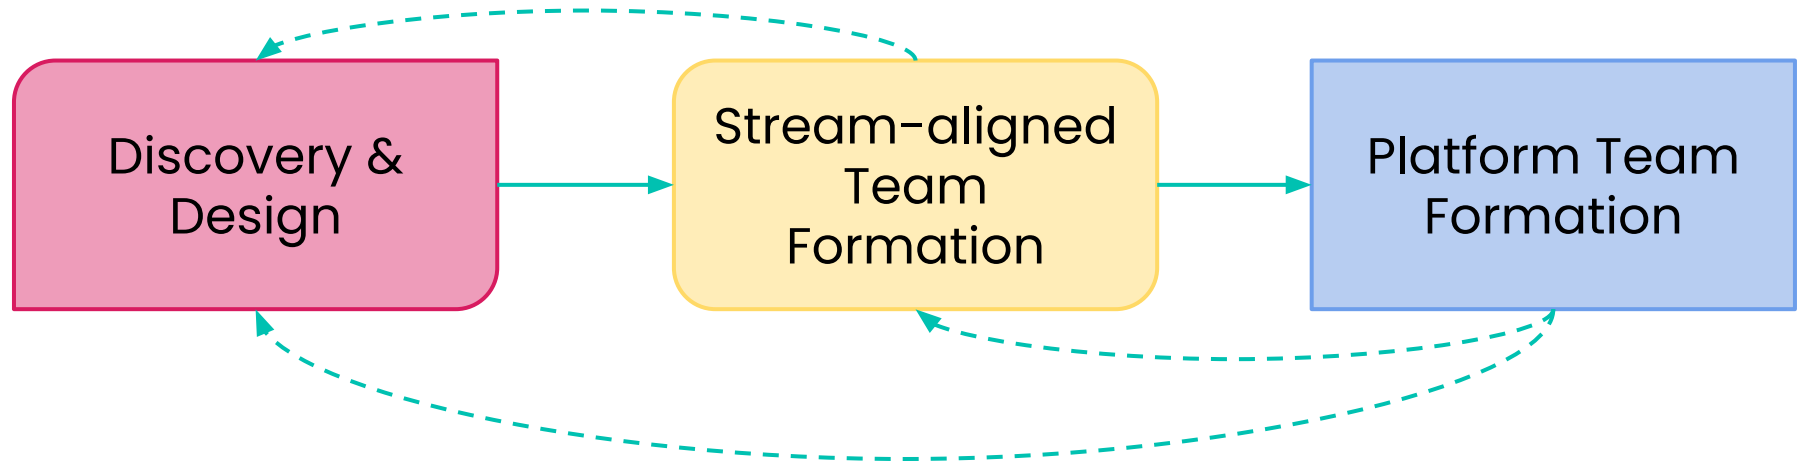 Discovery &
Design
Stream-aligned
Team
Formation
Platform Team
Formation